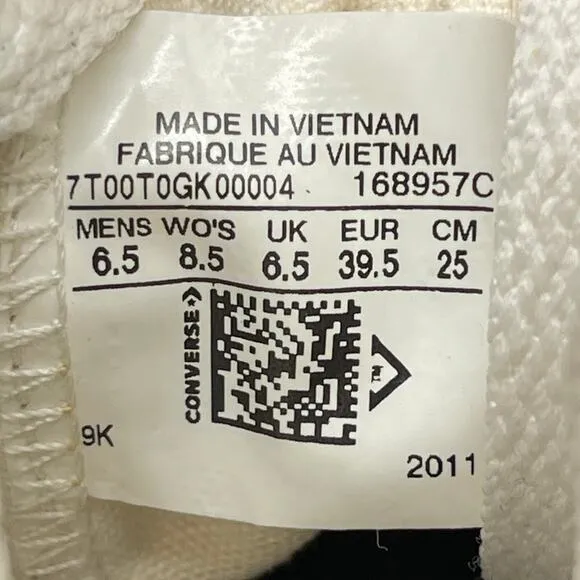 MADE IN VIETNAM
FABRIQUE AU VIETNAM
7T00T0GK00004 168957C
MENS WO'S UK EUR CM
6.5 8.5 6.5 39.5 25
CONVERSE
TM
9K
2011